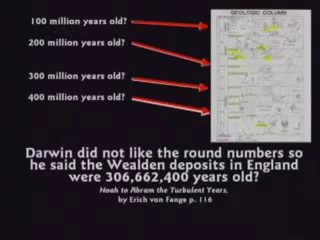 GEOLOGIC COLUMN
100 million years old?
200 million years old?
300 million years old?
400 million years old?
Darwin did not like the round numbers so
he said the Wealden deposits in England
were 306,662,400 years old?
Noah to Abram the Turbulent Years,
by Erich von Fange p. 116